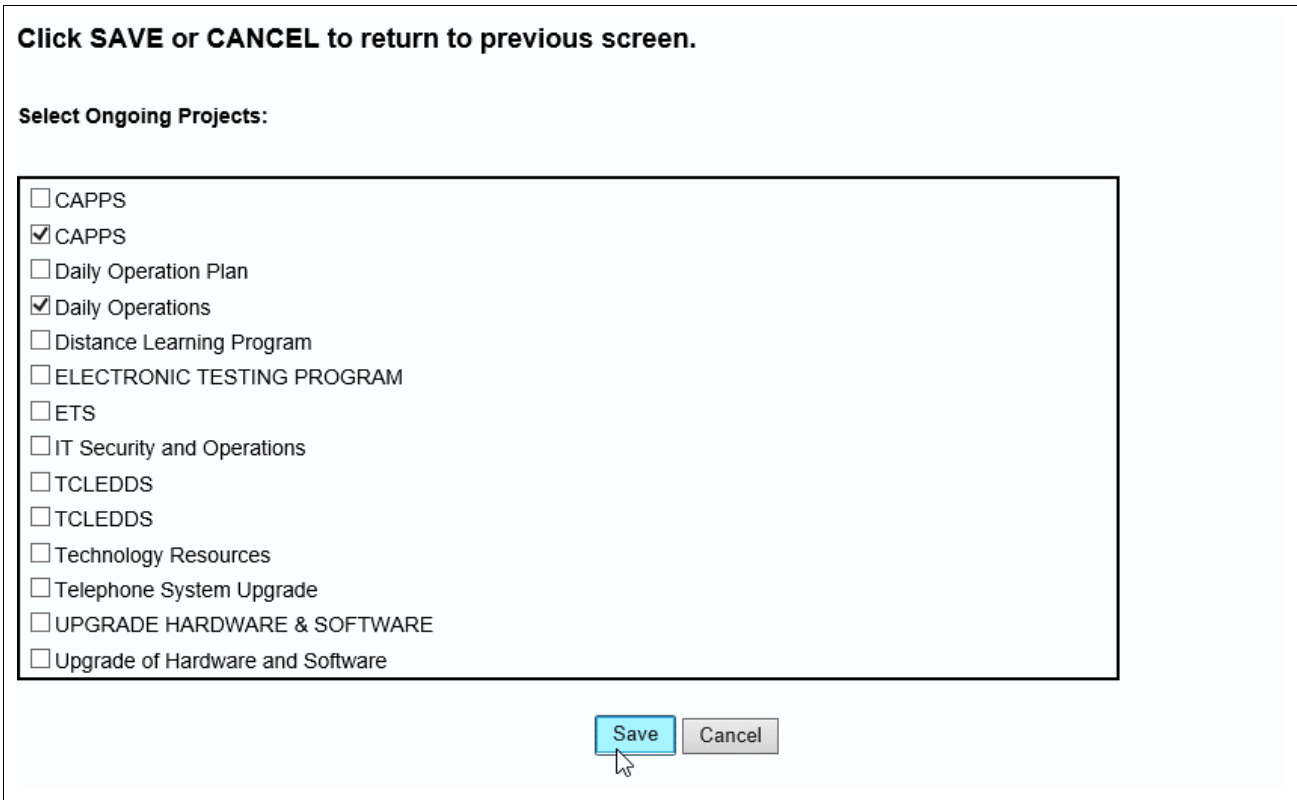 Click SAVE or CANCEL to return to previous screen.
Select Ongoing Projects:
CAPPS
CAPPS
Daily Operation Plan
Daily Operations
Distance Learning Program
ELECTRONIC TESTING PROGRAM
ETS
IT Security and Operations
TCLEDDS
TCLEDDS
Technology Resources
Telephone System Upgrade
UPGRADE HARDWARE & SOFTWARE
Upgrade of Hardware and Software
Save Cancel